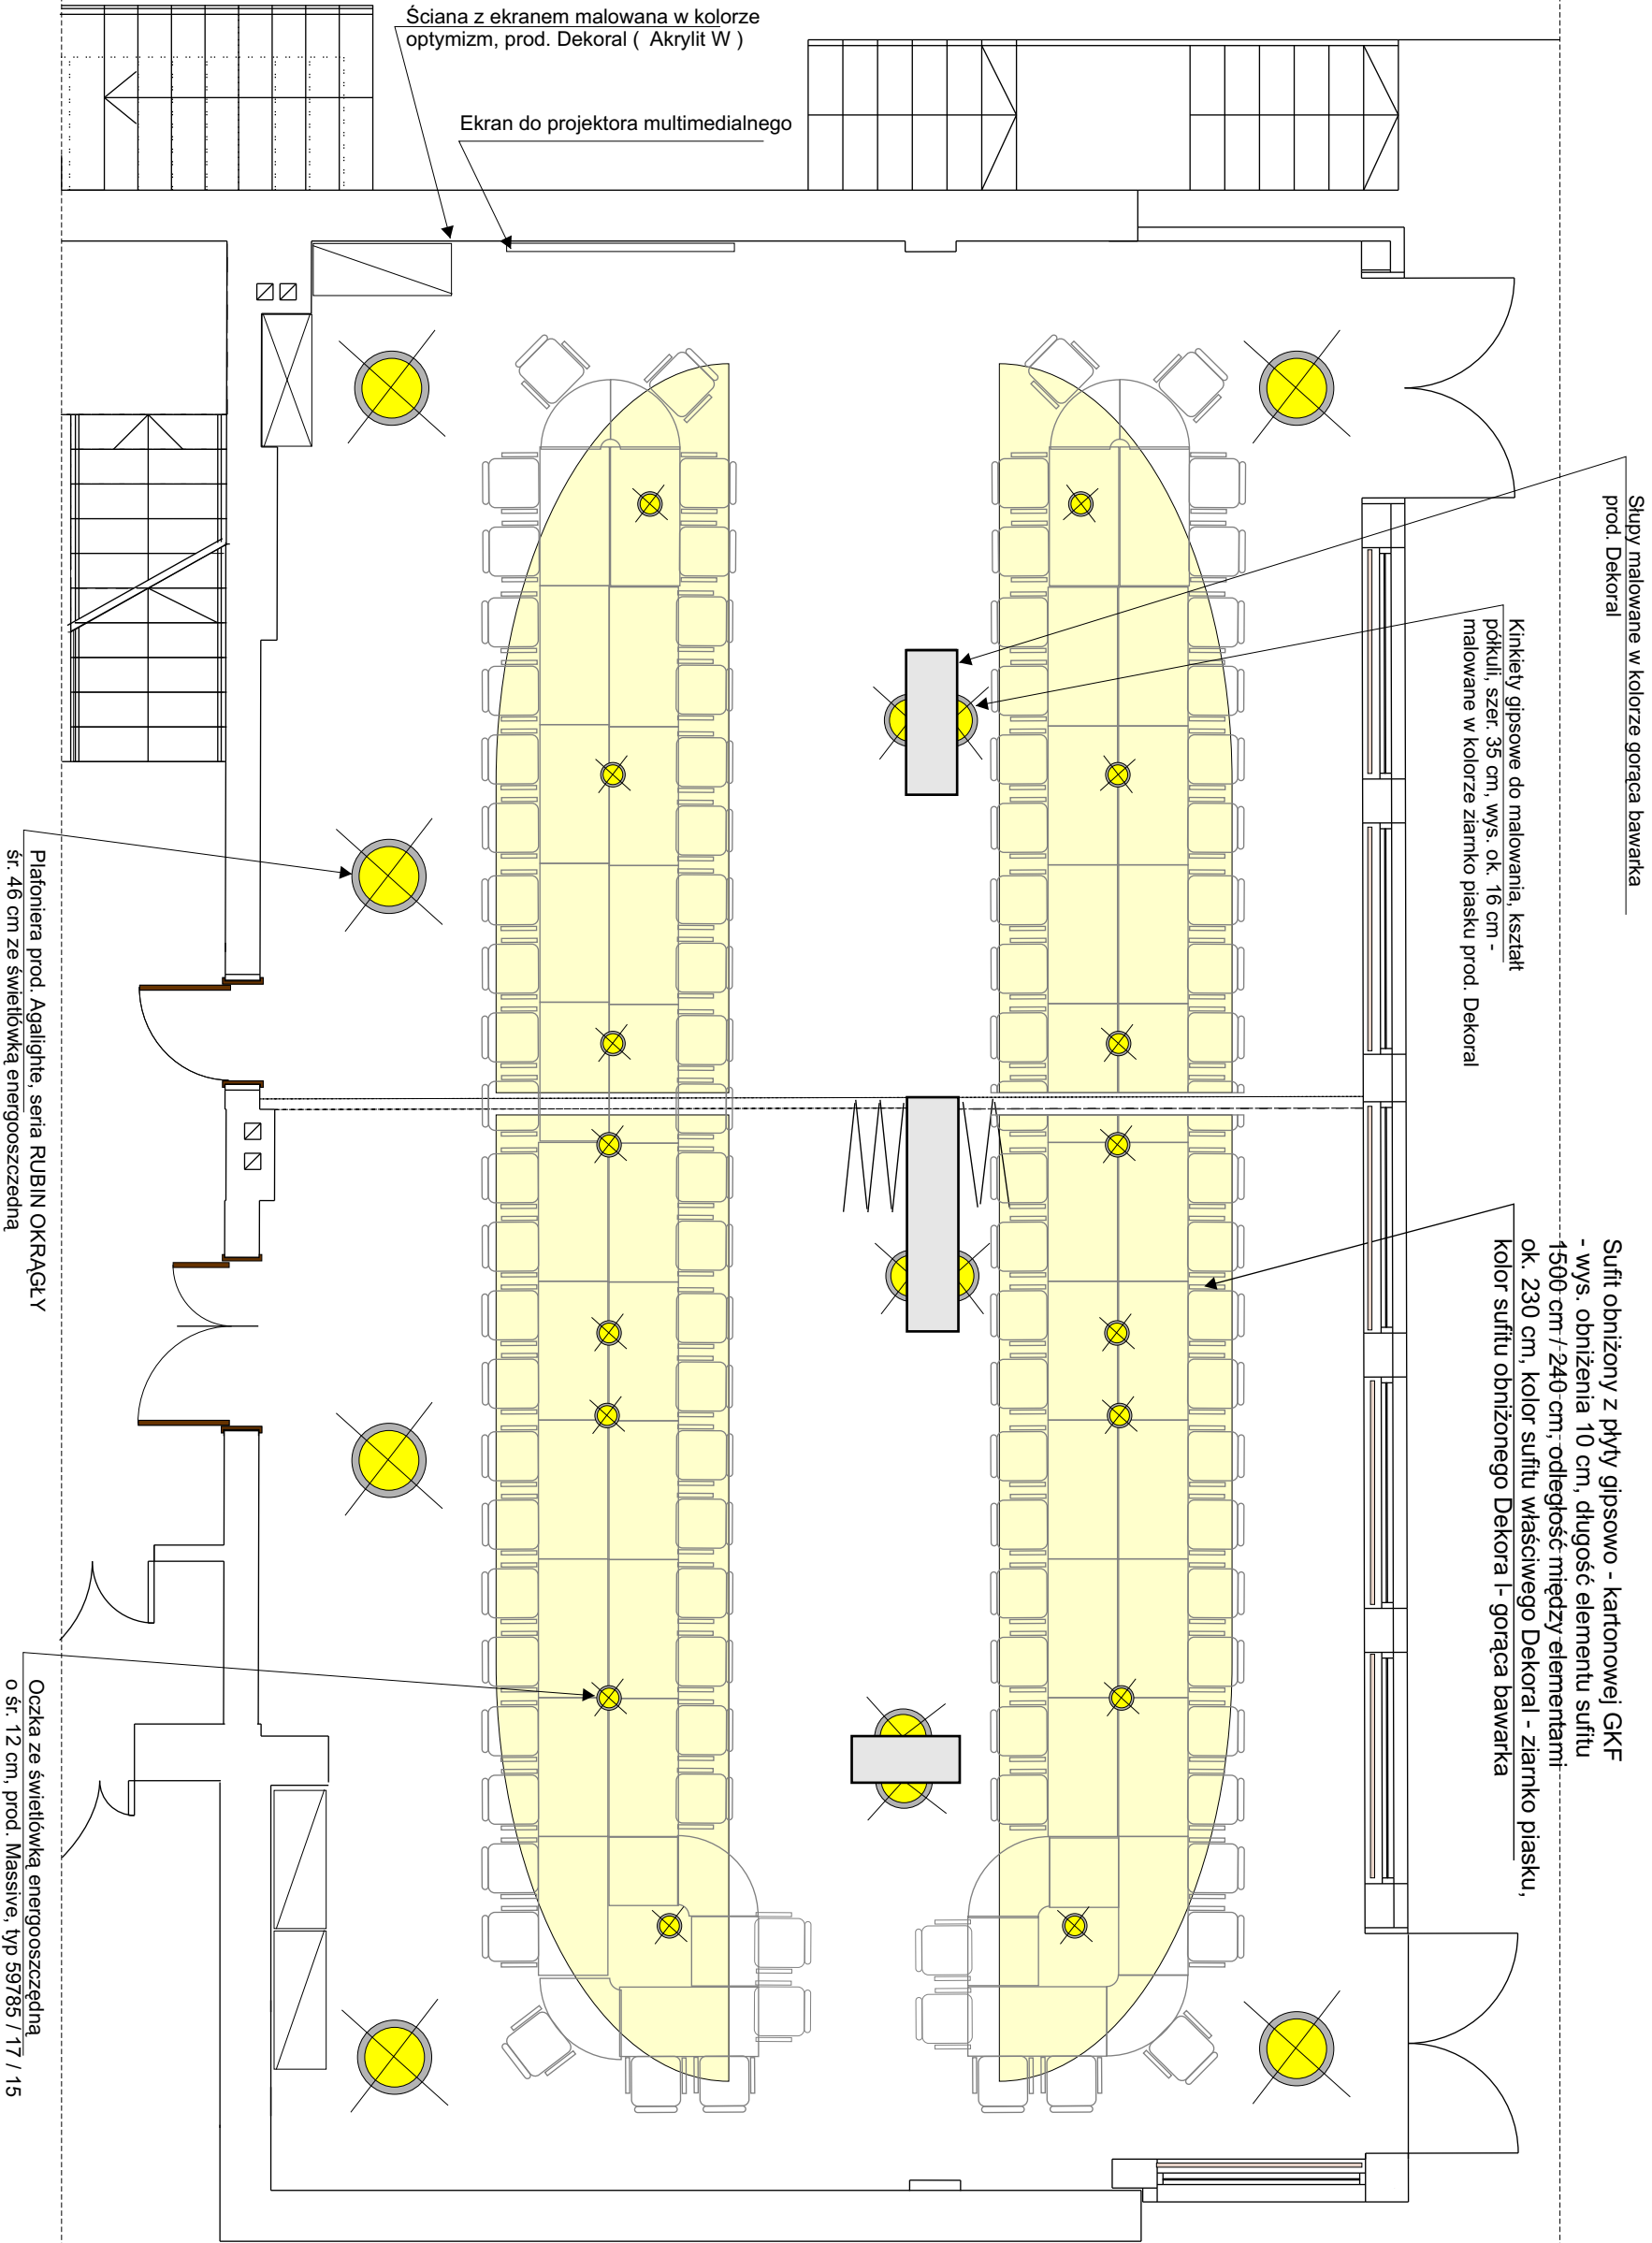 Ściana z ekranem malowana w kolorze
optymizm, prod. Dekoral ( Akrylit W )
Ekran do projektora multimedialnego
Słupy malowane w kolorze gorąca bawarka
prod. Dekoral
Kinkiety gipsowe do malowania, kształt
półkuli, szer. 35 cm, wys. ok. 16 cm -
malowane w kolorze ziarnko piasku prod. Dekoral
Sufit obniżony z płyty gipsowo - kartonowej GKF
- wys. obniżenia 10 cm, długość elementu sufitu
1500 cm / 240 cm, odległość między elementami
ok. 230 cm, kolor sufitu właściwego Dekoral - ziarnko piasku,
kolor sufitu obniżonego Dekora l- gorąca bawarka
Plafoniera prod. Agalighte, seria RUBIN OKRĄGŁY
śr. 46 cm ze świetlówką energooszczedną
Oczka ze świetlówką energooszczędną
o śr. 12 cm, prod. Massive, typ 59785 / 17 / 15